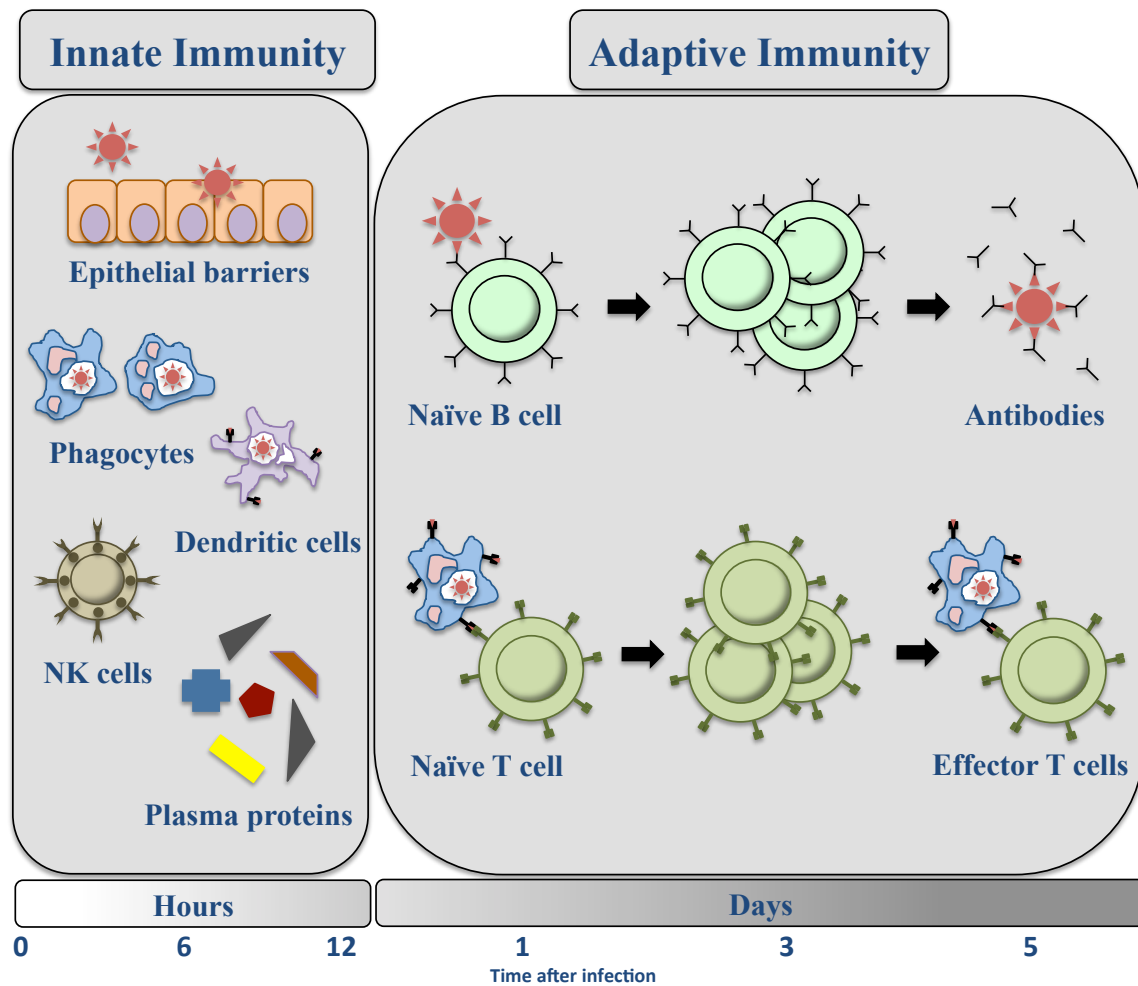 Innate Immunity
Adaptive Immunity
Epithelial barriers
Phagocytes
Dendritic cells
NK cells
Plasma proteins
Naïve B cell
Antibodies
Naïve T cell
Effector T cells
Hours
Days
0 6 12 1 3 5
Time after infection